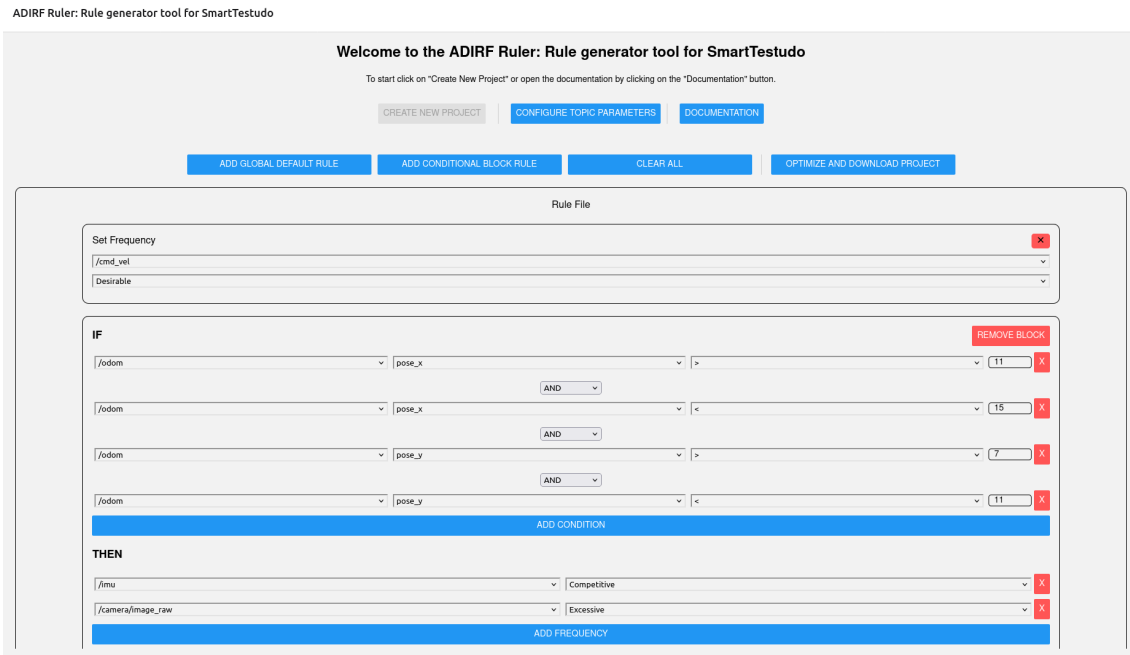 ADIRF Ruler: Rule generator tool for SmartTestudo
Welcome to the ADIRF Ruler: Rule generator tool for SmartTestudo
To start click on "Create New Project" or open the documentation by clicking on the "Documentation" button.
CREATE NEW PROJECT CONFIGURE TOPIC PARAMETERS DOCUMENTATION
ADD GLOBAL DEFAULT RULE ADD CONDITIONAL BLOCK RULE CLEAR ALL OPTIMIZE AND DOWNLOAD PROJECT
Rule File
Set Frequency ×
/cmd_vel
Desirable
IF REMOVE BLOCK
/odom pose_x > 11 X
AND
/odom pose_x < 15 X
AND
/odom pose_y > 7 X
AND
/odom pose_y < 11 X
ADD CONDITION
THEN
/imu Competitive X
/camera/image_raw Excessive X
ADD FREQUENCY